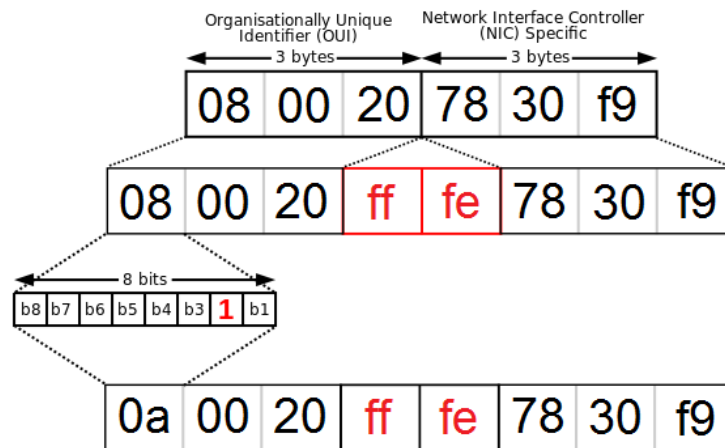 Organisationally Unique
Identifier (OUI)
Network Interface Controller
(NIC) Specific
3 bytes
3 bytes
08 00 20 78 30 f9
08 00 20 ff fe 78 30 f9
8 bits
b8 b7 b6 b5 b4 b3 1 b1
0a 00 20 ff fe 78 30 f9